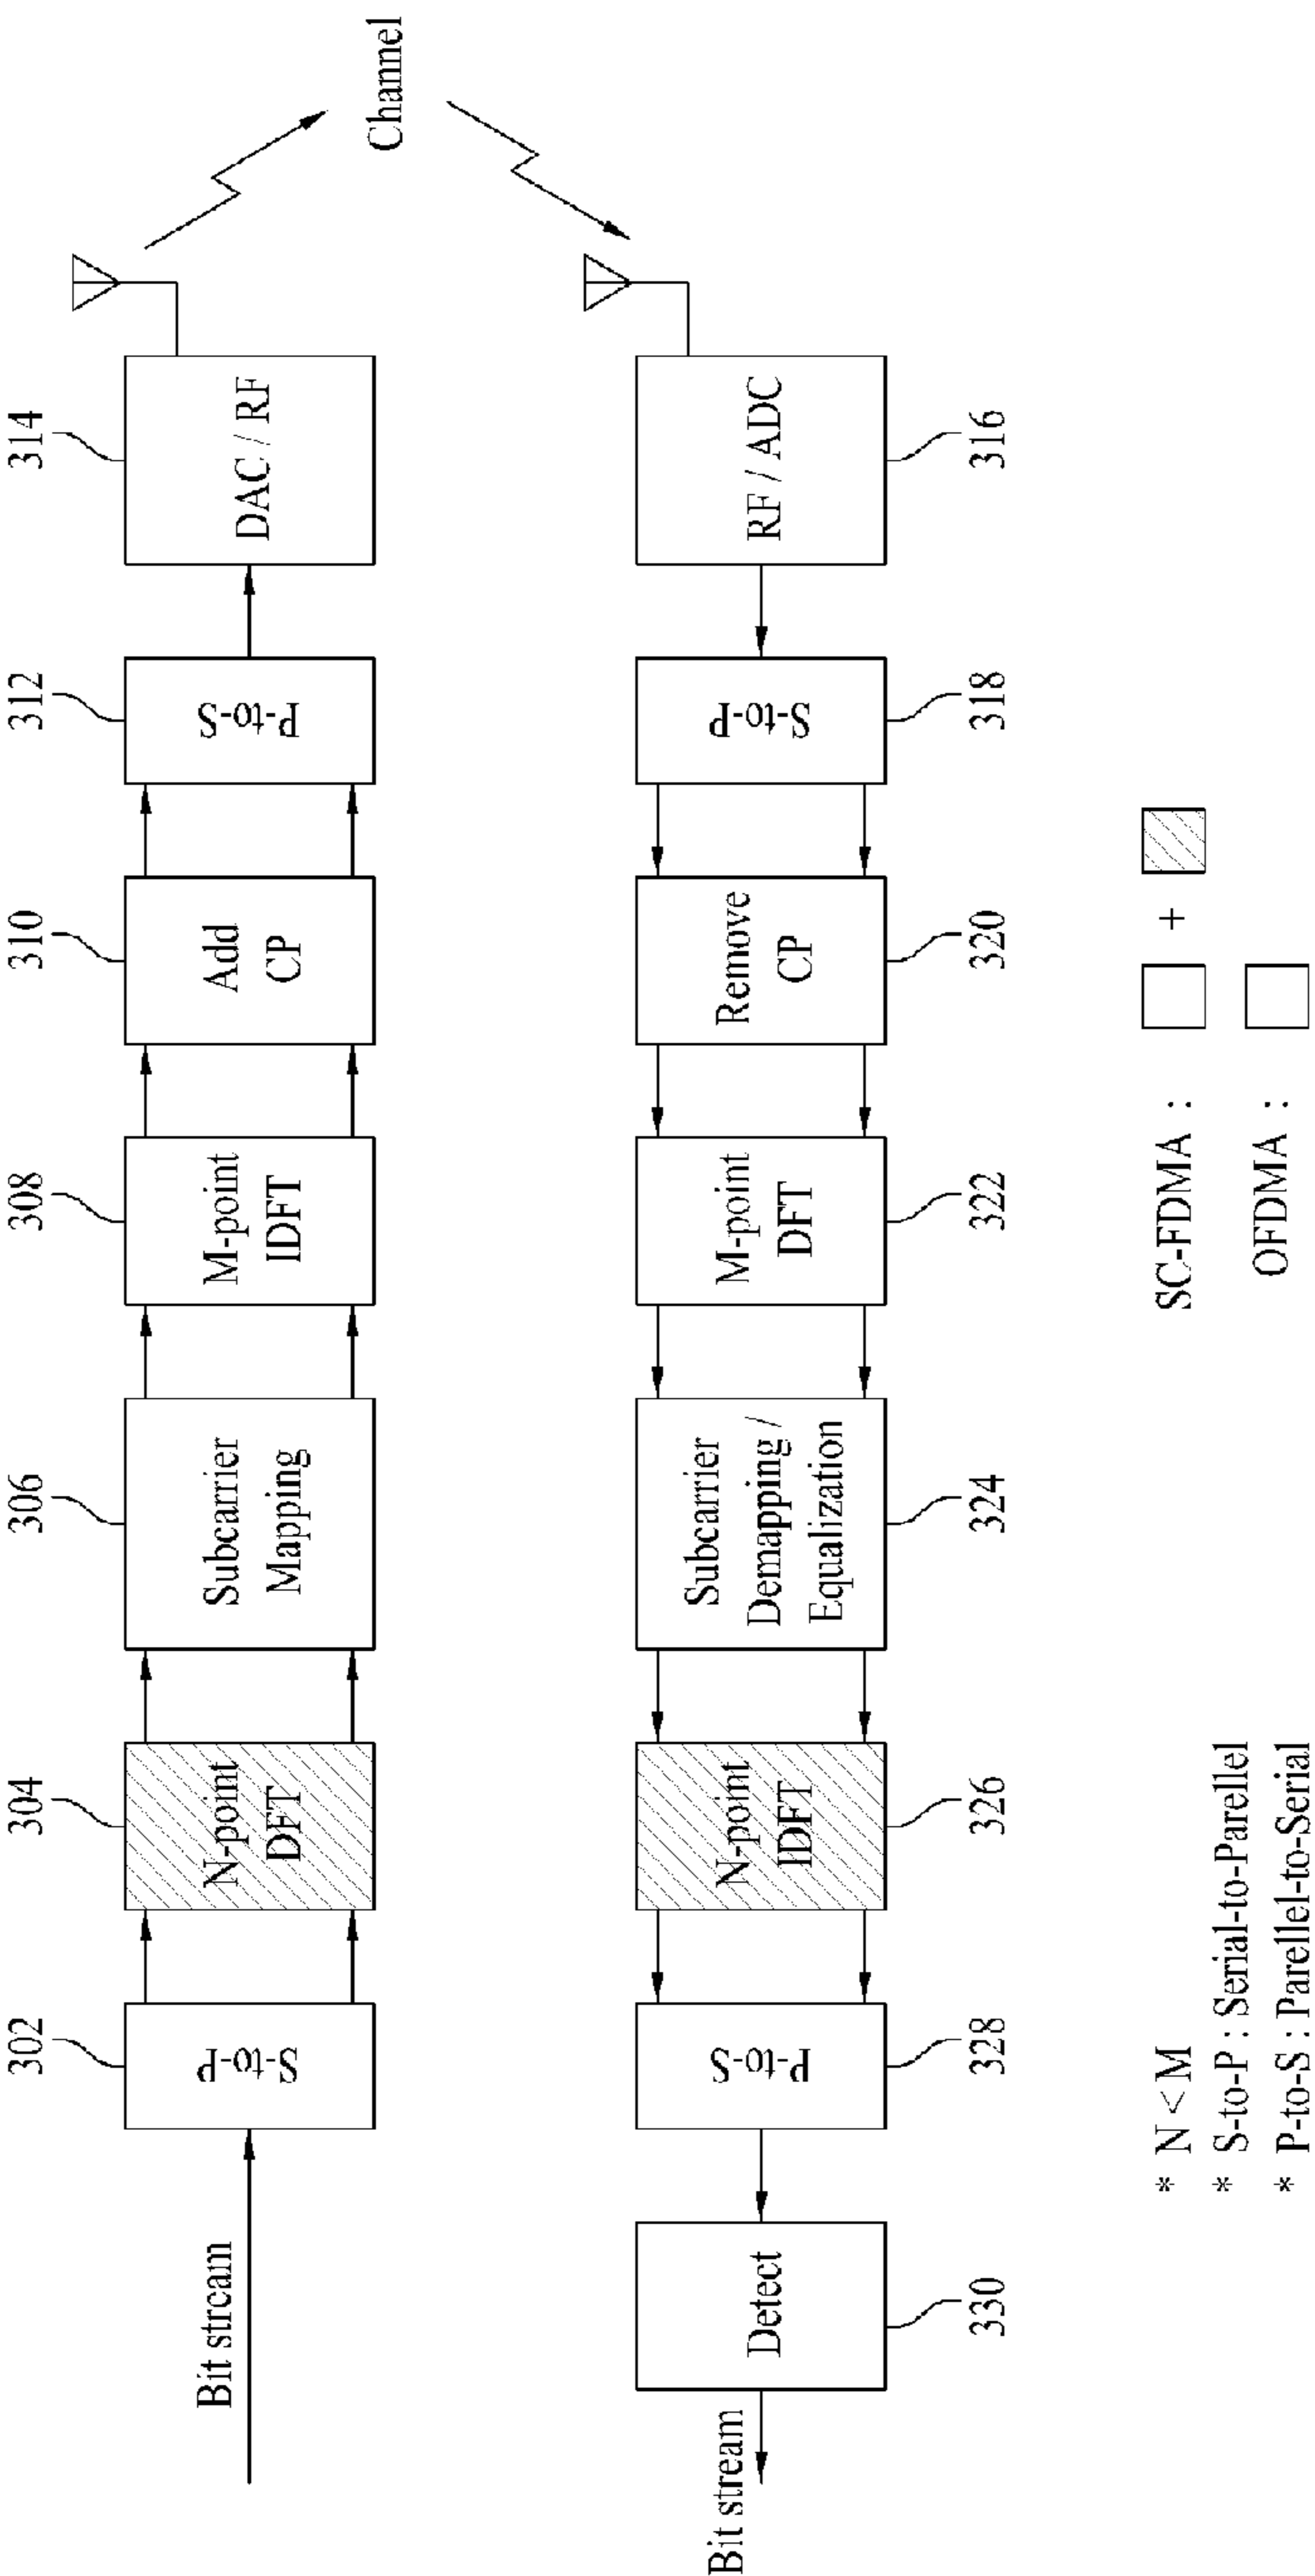 302
304
306
308
310
312
314
Bit stream
S-to-P
N-point
DFT
Subcarrier
Mapping
M-point
IDFT
Add
CP
P-to-S
DAC / RF
Channel
Bit stream
Detect
P-to-S
N-point
IDFT
Subcarrier
Demapping /
Equalization
M-point
DFT
Remove
CP
S-to-P
RF / ADC
330
328
326
324
322
320
318
316
* N < M
* S-to-P : Serial-to-Parellel
* P-to-S : Parellel-to-Serial
SC-FDMA : +
OFDMA :